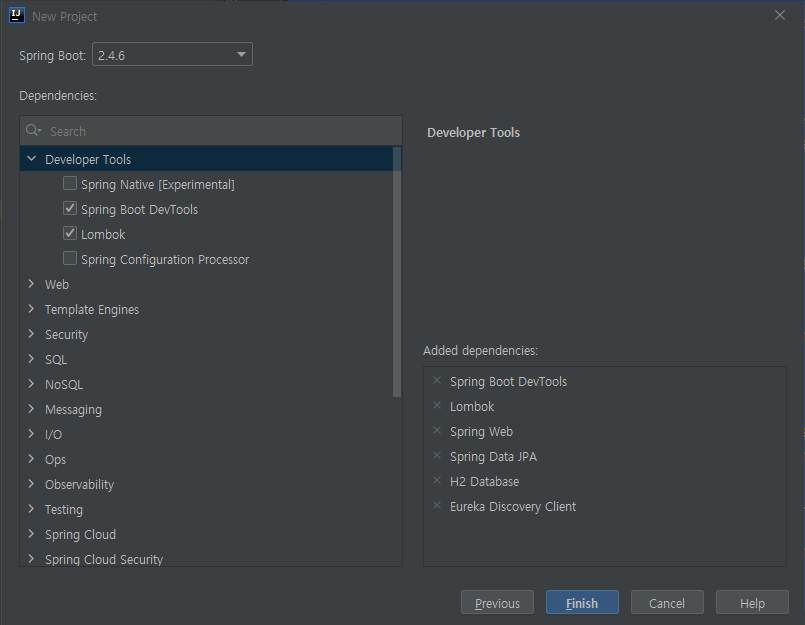 New Project
Spring Boot: 2.4.6
Dependencies:
Search
Developer Tools
Spring Native [Experimental]
Spring Boot DevTools
Lombok
Spring Configuration Processor
Web
Template Engines
Security
SQL
NoSQL
Messaging
I/O
Ops
Observability
Testing
Spring Cloud
Spring Cloud Security
Developer Tools
Added dependencies:
Spring Boot DevTools
Lombok
Spring Web
Spring Data JPA
H2 Database
Eureka Discovery Client
Previous Finish Cancel Help